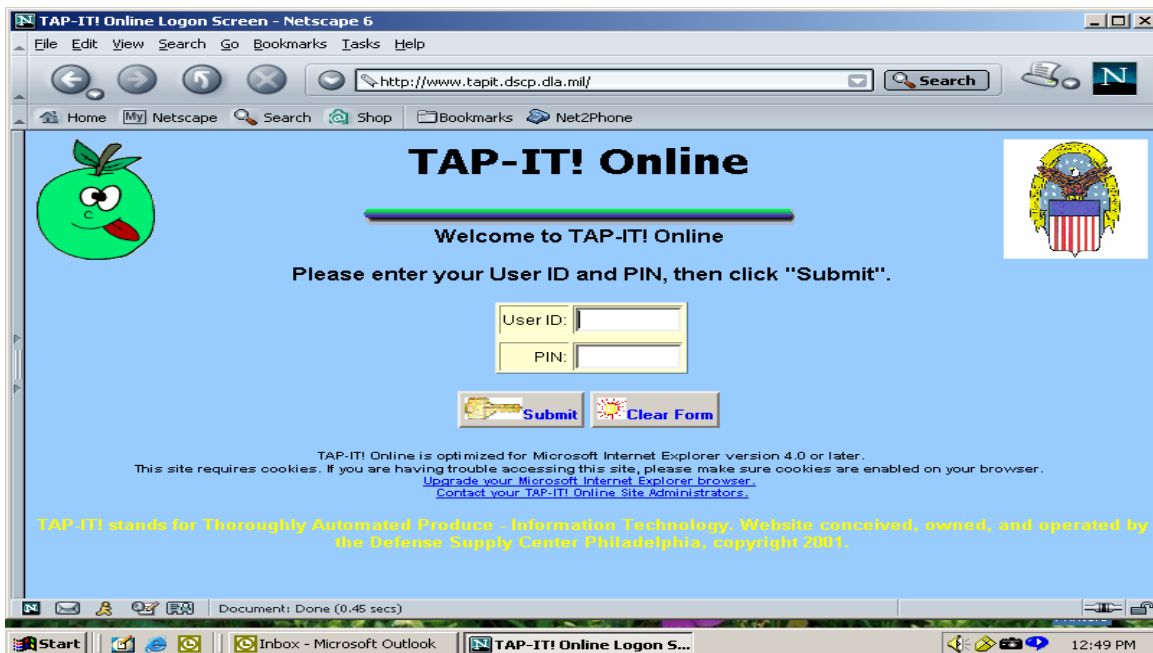 TAP-IT! Online Logon Screen - Netscape 6
File Edit View Search Go Bookmarks Tasks Help
http://www.tapit.dscp.dla.mil/ Search N
Home My Netscape Search Shop Bookmarks Net2Phone
TAP-IT! Online
Welcome to TAP-IT! Online
Please enter your User ID and PIN, then click "Submit".
User ID:
PIN:
Submit Clear Form
TAP-IT! Online is optimized for Microsoft Internet Explorer version 4.0 or later.
This site requires cookies. If you are having trouble accessing this site, please make sure cookies are enabled on your browser.
Upgrade your Microsoft Internet Explorer browser.
Contact your TAP-IT! Online Site Administrators.
TAP-IT! stands for Thoroughly Automated Produce - Information Technology. Website conceived, owned, and operated by
the Defense Supply Center Philadelphia, copyright 2001.
Document: Done (0.45 secs)
Start Inbox - Microsoft Outlook TAP-IT! Online Logon S... 12:49 PM